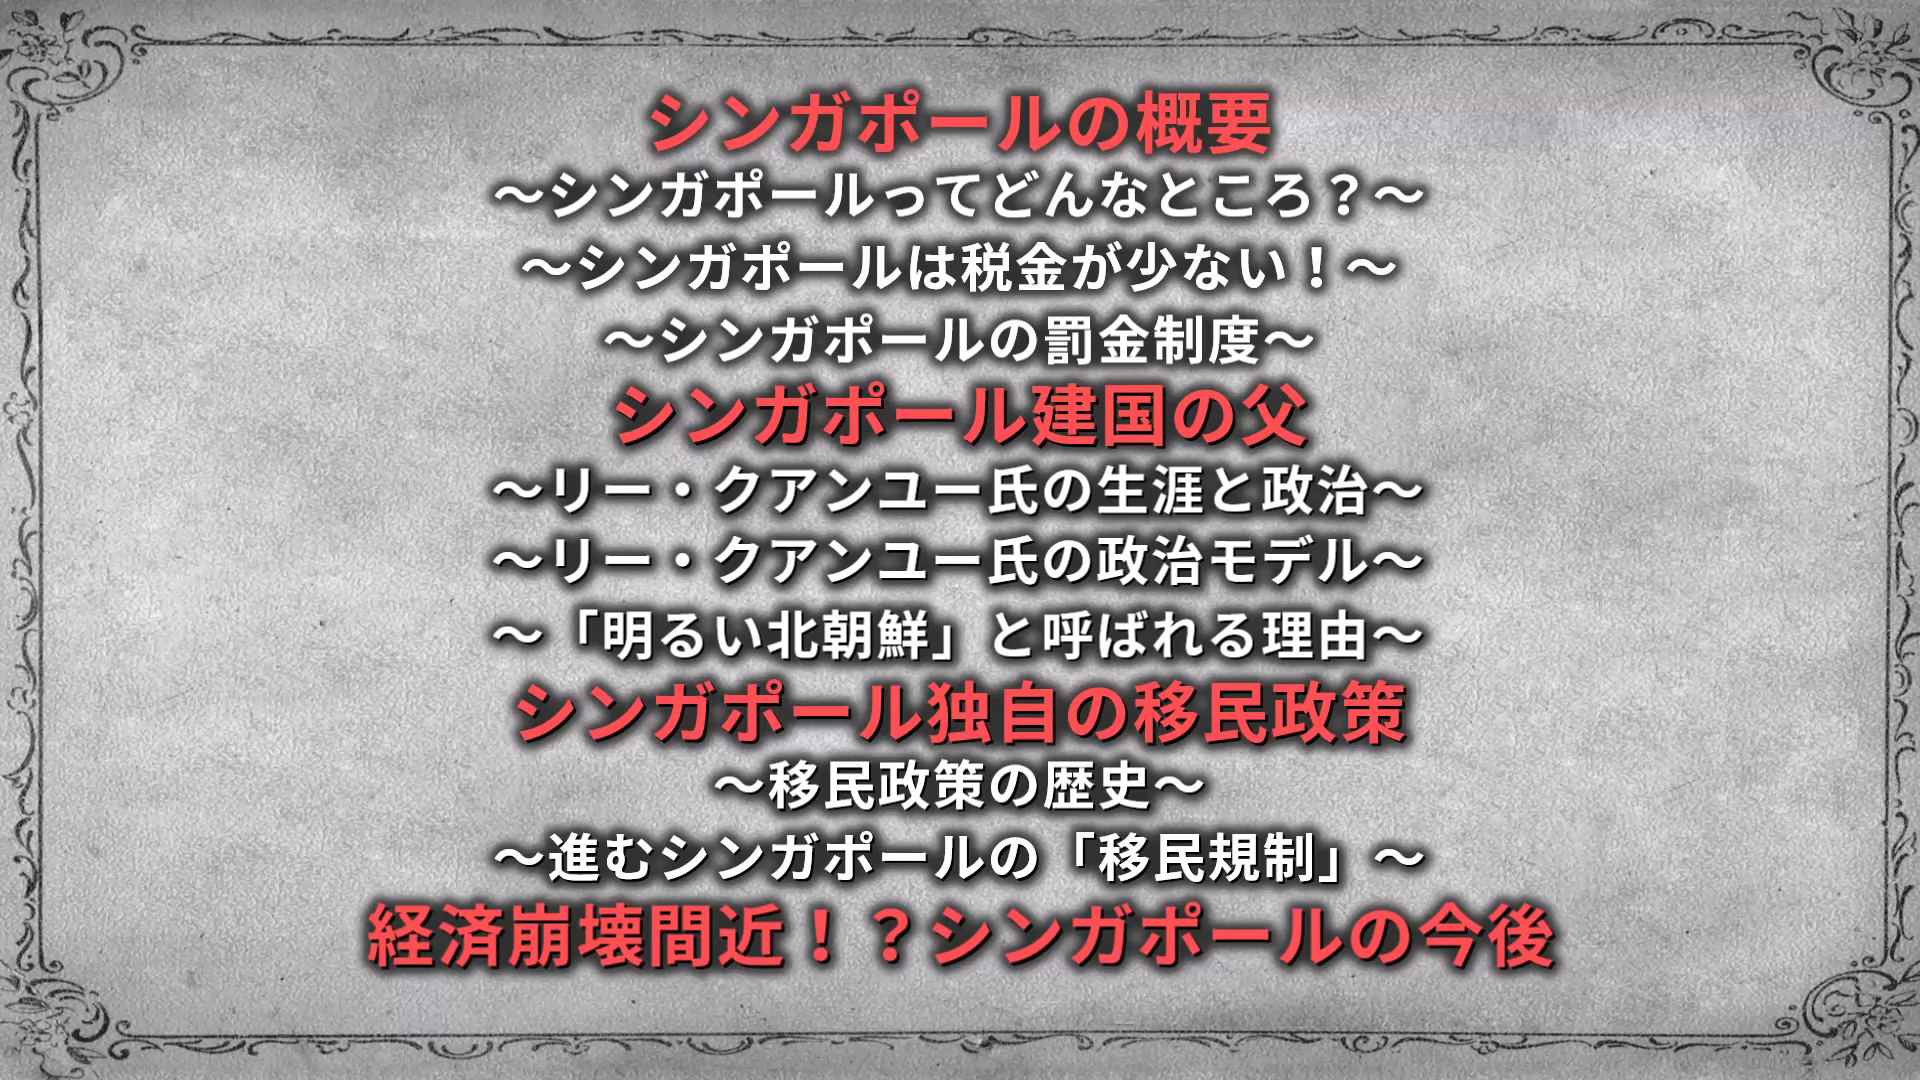 シンガポールの概要
～シンガポールってどんなところ？～
～シンガポールは税金が少ない！～
～シンガポールの罰金制度～
シンガポール建国の父
～リー・クアンユー氏の生涯と政治～
～リー・クアンユー氏の政治モデル～
～「明るい北朝鮮」と呼ばれる理由～
シンガポール独自の移民政策
～移民政策の歴史～
～進むシンガポールの「移民規制」～
経済崩壊間近！？シンガポールの今後